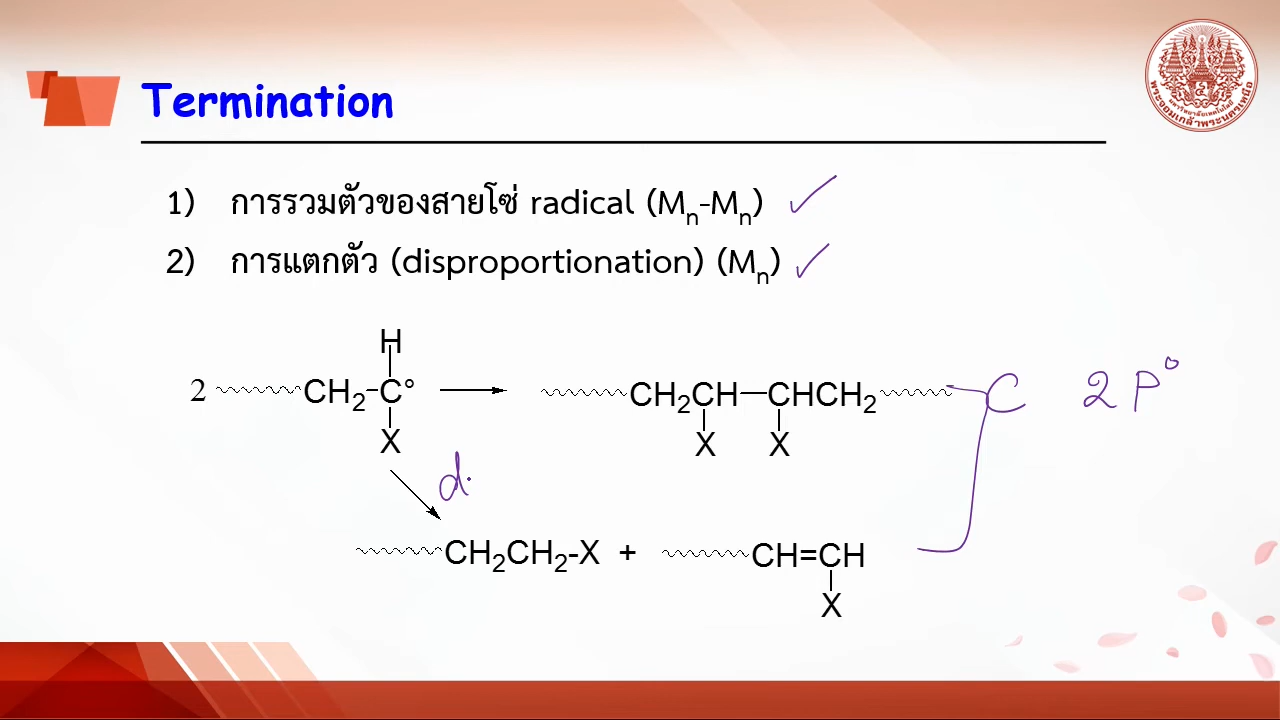 Termination
1) การรวมตัวของสายโซ่ radical (Mn-Mn)
2) การแตกตัว (disproportionation) (Mn)
H
2 CH2-C° CH2CH—CHCH2 C 2 P°
X X X
d.
CH2CH2-X + CH=CH
X